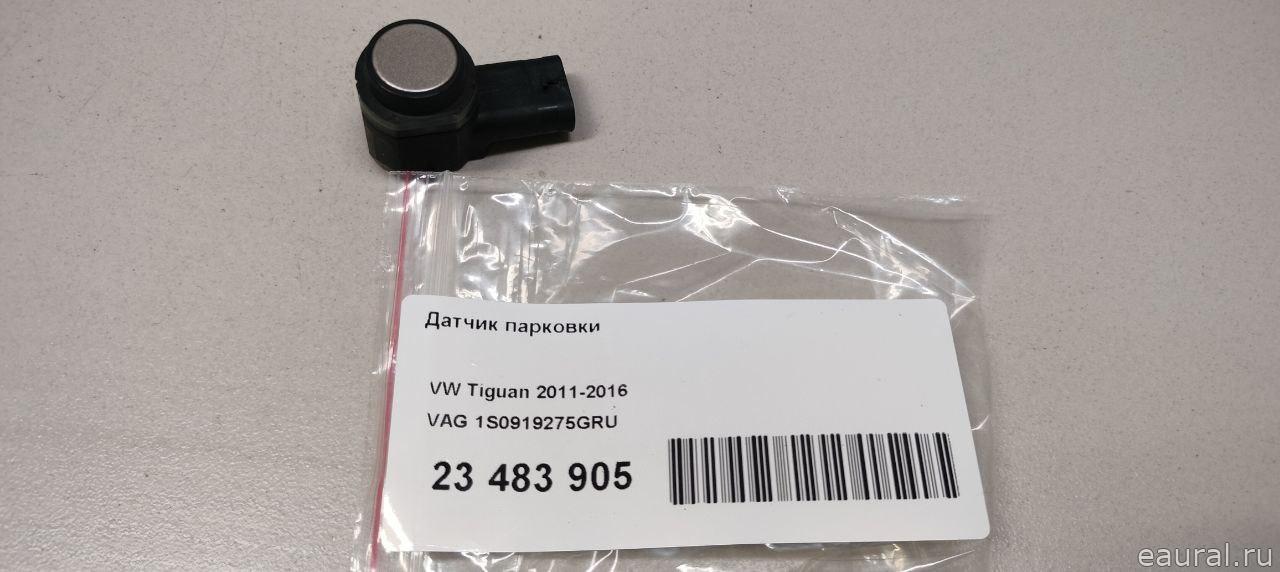 Датчик парковки
VW Tiguan 2011-2016
VAG 1S0919275GRU
23 483 905
eaural.ru